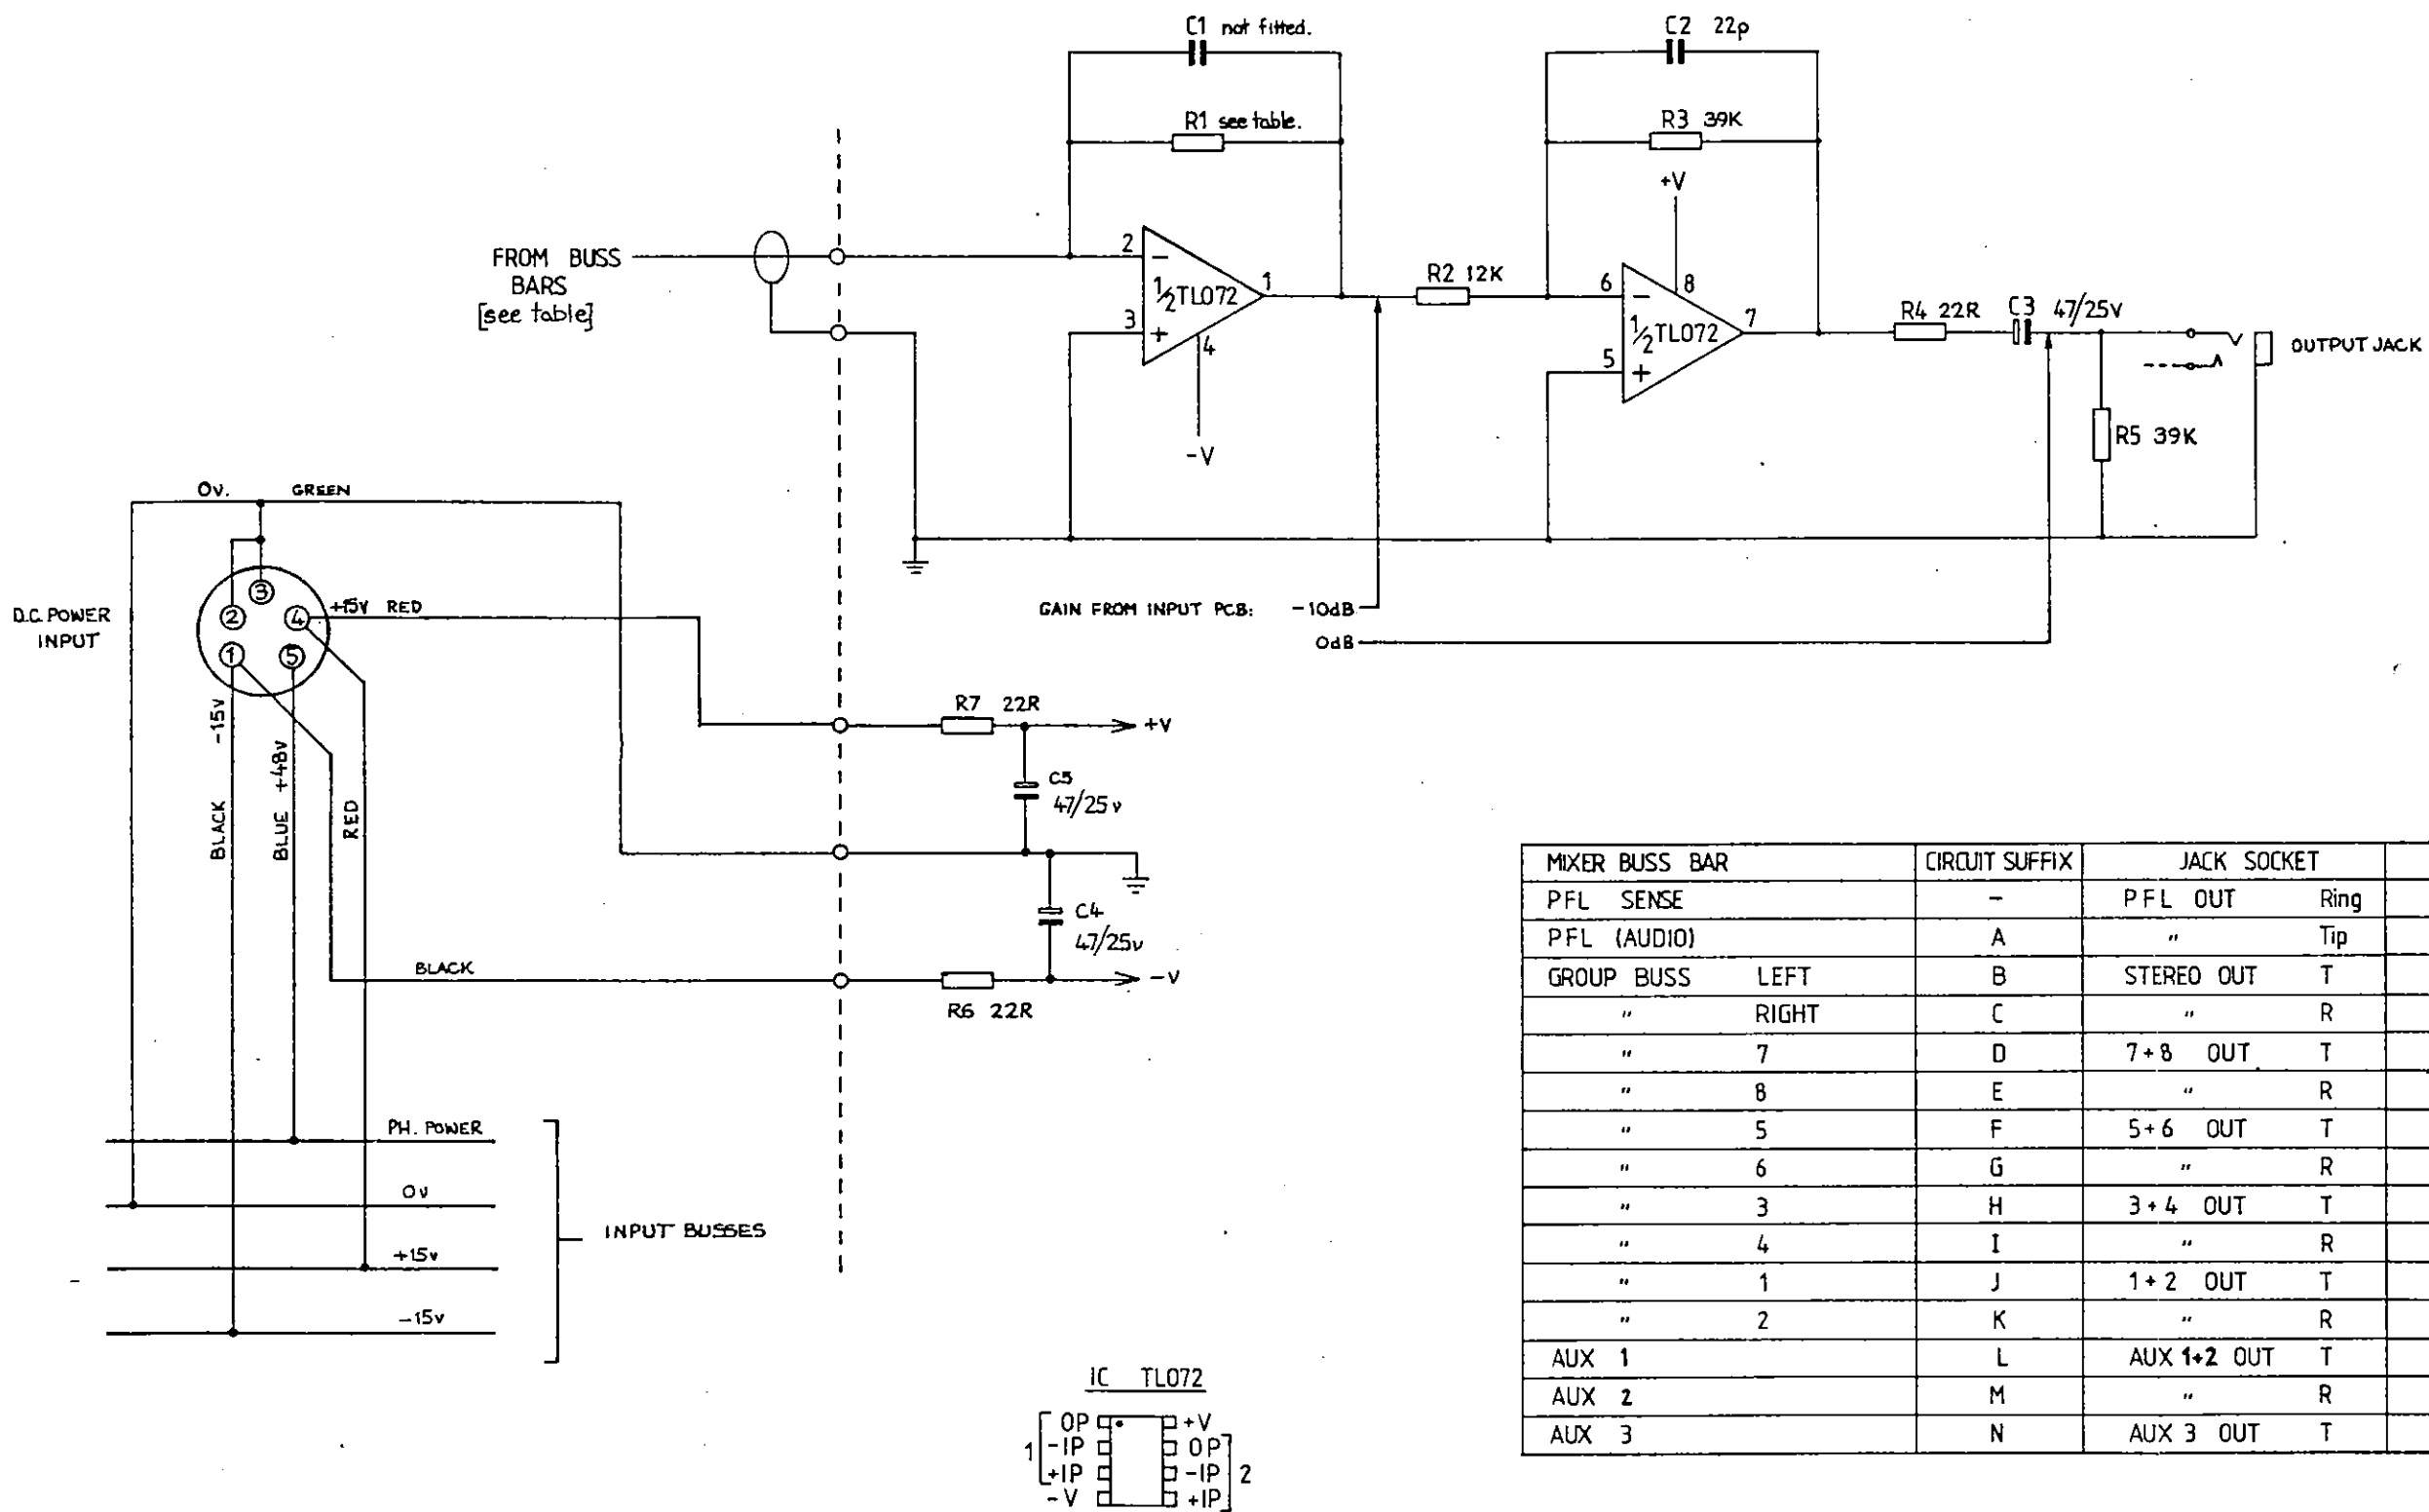 C1 not fitted.
C2 22p
R1 see table.
R3 39K
+V
FROM BUSS
BARS
[see table]
2
-
1/2 TL072
1
3
+
4
-V
R2 12K
6
-
8
1/2 TL072
7
5
+
R4 22R
C3 47/25v
OUTPUT JACK
R5 39K
0v. GREEN
D.C. POWER
INPUT
3
2
4
1
5
+15v RED
GAIN FROM INPUT PCB: -10dB
0dB
-15v
BLACK
+48v
BLUE
RED
R7 22R
+V
C5
47/25v
C4
47/25v
BLACK
-V
R6 22R
PH. POWER
0v
+15v
-15v
INPUT BUSSES
IC TL072
1
OP +V
-IP OP
+IP -IP
-V +IP
2
MIXER BUSS BAR CIRCUIT SUFFIX JACK SOCKET
PFL SENSE - PFL OUT Ring
PFL (AUDIO) A " Tip
GROUP BUSS LEFT B STEREO OUT T
" RIGHT C " R
" 7 D 7+8 OUT T
" 8 E " R
" 5 F 5+6 OUT T
" 6 G " R
" 3 H 3+4 OUT T
" 4 I " R
" 1 J 1+2 OUT T
" 2 K " R
AUX 1 L AUX 1+2 OUT T
AUX 2 M " R
AUX 3 N AUX 3 OUT T